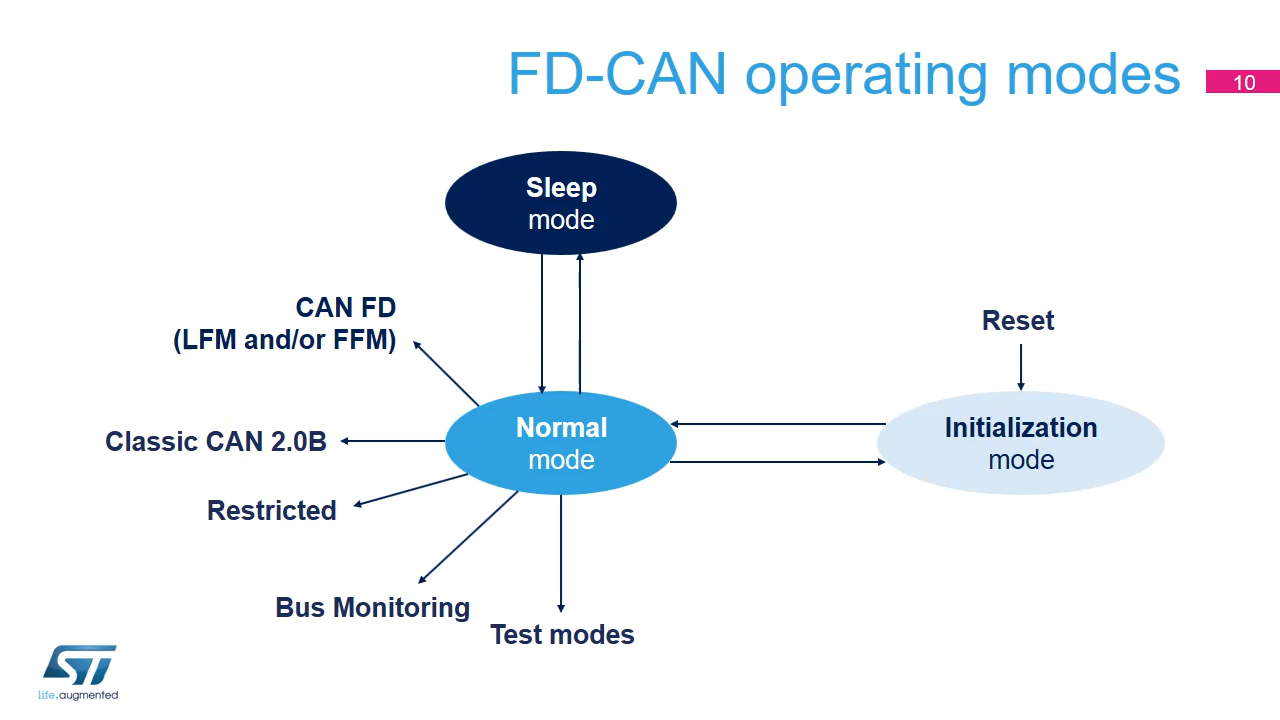 FD-CAN operating modes
10
Sleep
mode
CAN FD
(LFM and/or FFM)
Reset
Classic CAN 2.0B
Normal
mode
Initialization
mode
Restricted
Bus Monitoring
Test modes
ST
life.augmented